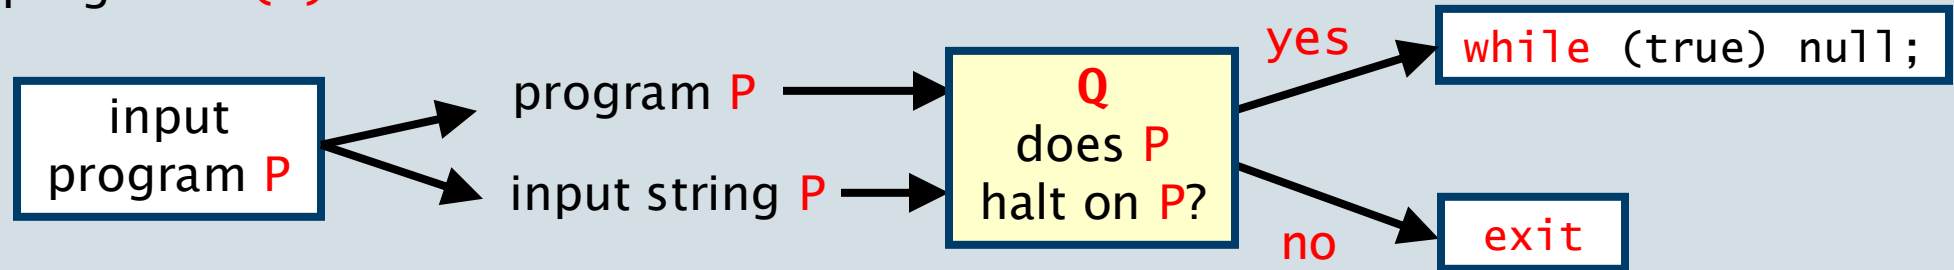 input
program P
program P
input string P
Q
does P
halt on P?
yes
while (true) null;
no
exit